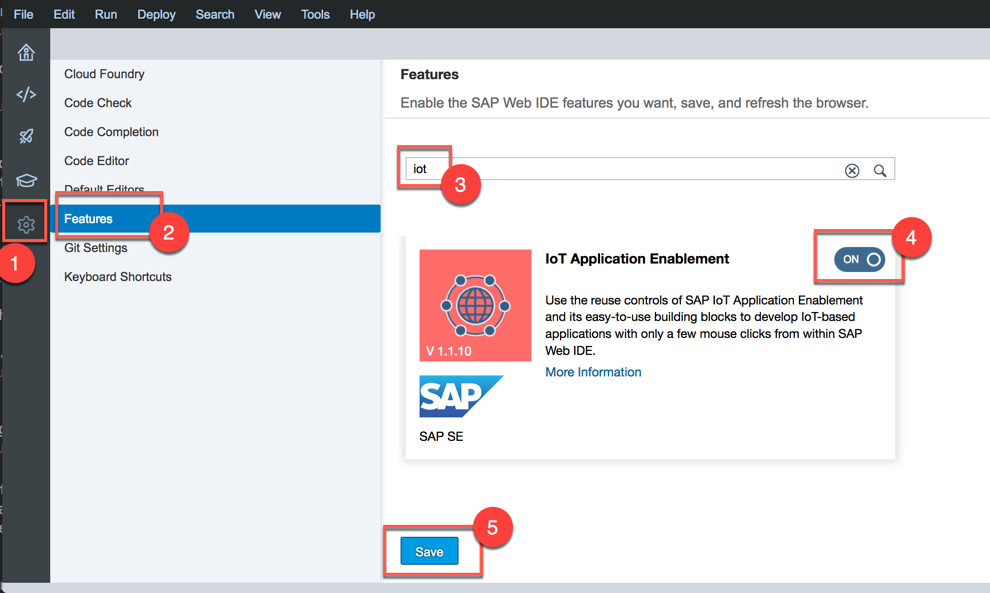 File Edit Run Deploy Search View Tools Help
Cloud Foundry
Code Check
Code Completion
Code Editor
Default Editors
Features
2
Git Settings
Keyboard Shortcuts
1
Features
Enable the SAP Web IDE features you want, save, and refresh the browser.
iot
3
IoT Application Enablement
ON
4
Use the reuse controls of SAP IoT Application Enablement
and its easy-to-use building blocks to develop IoT-based
applications with only a few mouse clicks from within SAP
Web IDE.
More Information
V 1.1.10
SAP
SAP SE
5
Save